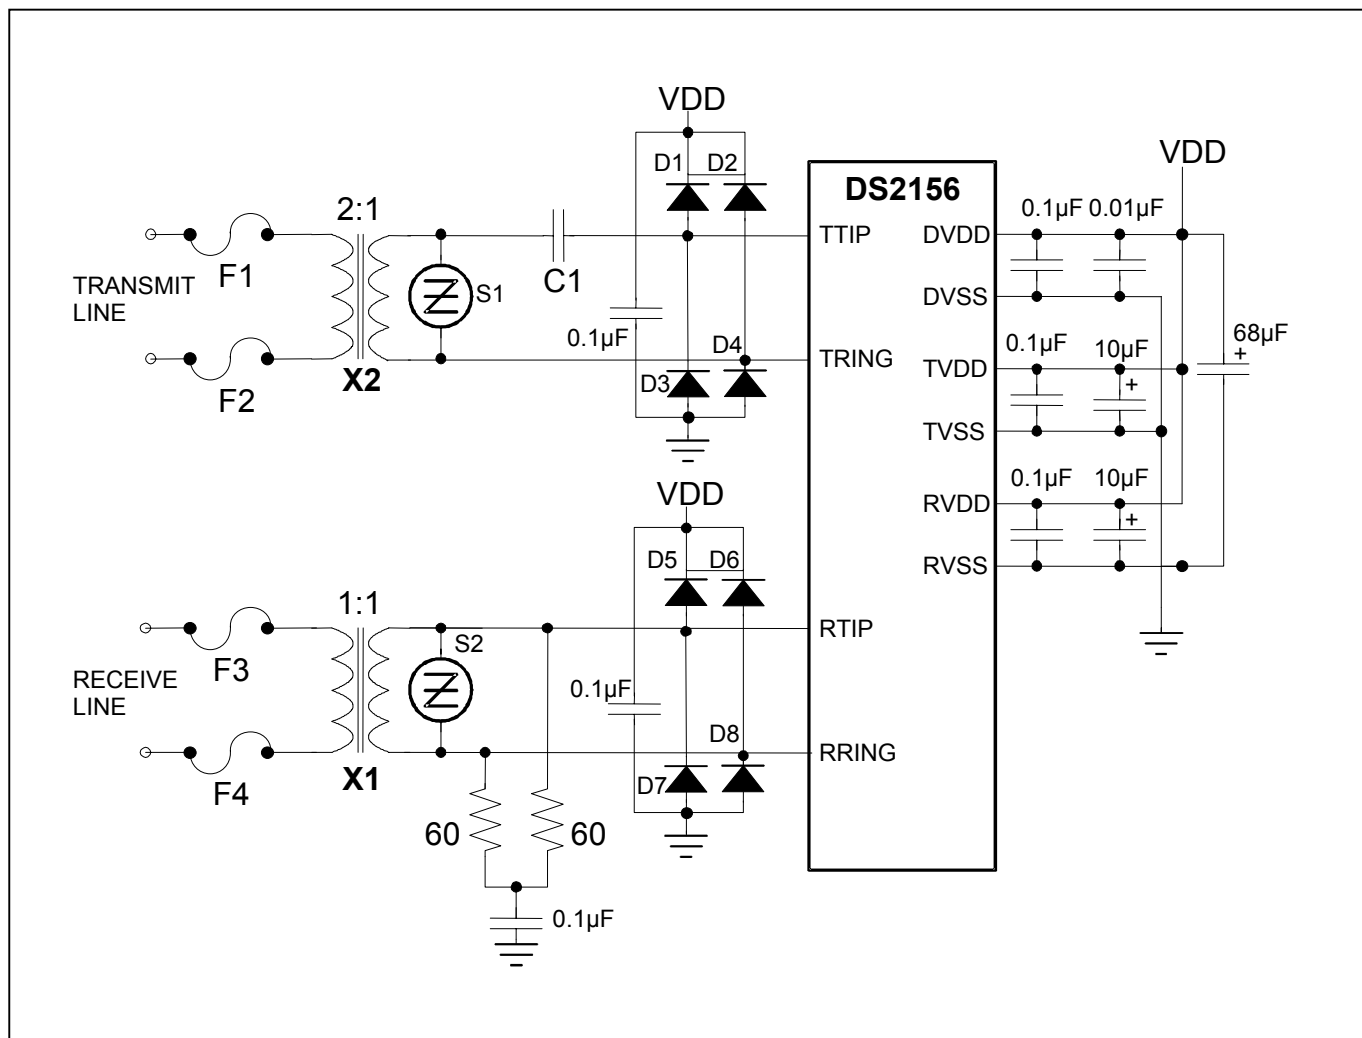 VDD
D1
D2
DS2156
VDD
2:1
0.1µF
0.01µF
TTIP
DVDD
F1
C1
S1
TRANSMIT
LINE
DVSS
0.1µF
68µF
+
D4
0.1µF
10µF
TRING
TVDD
X2
D3
+
F2
TVSS
VDD
0.1µF
10µF
RVDD
+
D5
D6
RVSS
1:1
RTIP
S2
F3
RECEIVE
LINE
0.1µF
D8
RRING
X1
D7
F4
60
60
0.1µF